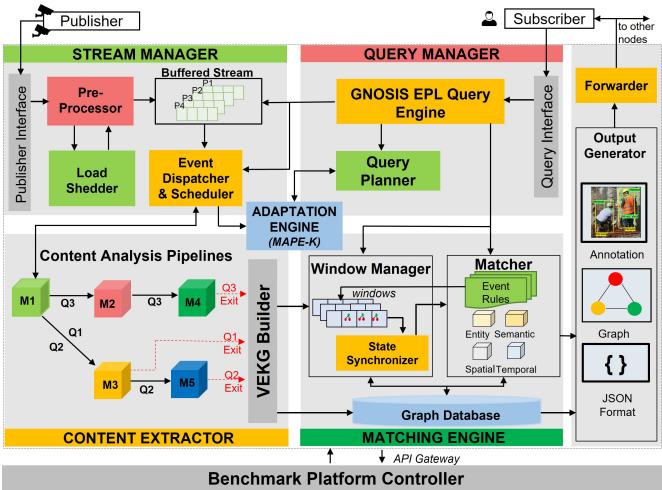 Publisher
Subscriber
to other
nodes
STREAM MANAGER
QUERY MANAGER
Publisher Interface
Pre-
Processor
Buffered Stream
P1
P2
P3
P4
Load
Shedder
Event
Dispatcher
& Scheduler
GNOSIS EPL Query
Engine
Query
Planner
Query Interface
ADAPTATION
ENGINE
(MAPE-K)
Forwarder
Output
Generator
Annotation
Graph
{ }
JSON
Format
Content Analysis Pipelines
M1
Q3
M2
Q3
M4
Q3
Exit
Q1
Q2
M3
Q2
M5
Q1
Exit
Q2
Exit
VEKG Builder
Window Manager
windows
State
Synchronizer
Matcher
Event
Rules
Entity
Semantic
Spatial
Temporal
Graph Database
CONTENT EXTRACTOR
MATCHING ENGINE
API Gateway
Benchmark Platform Controller